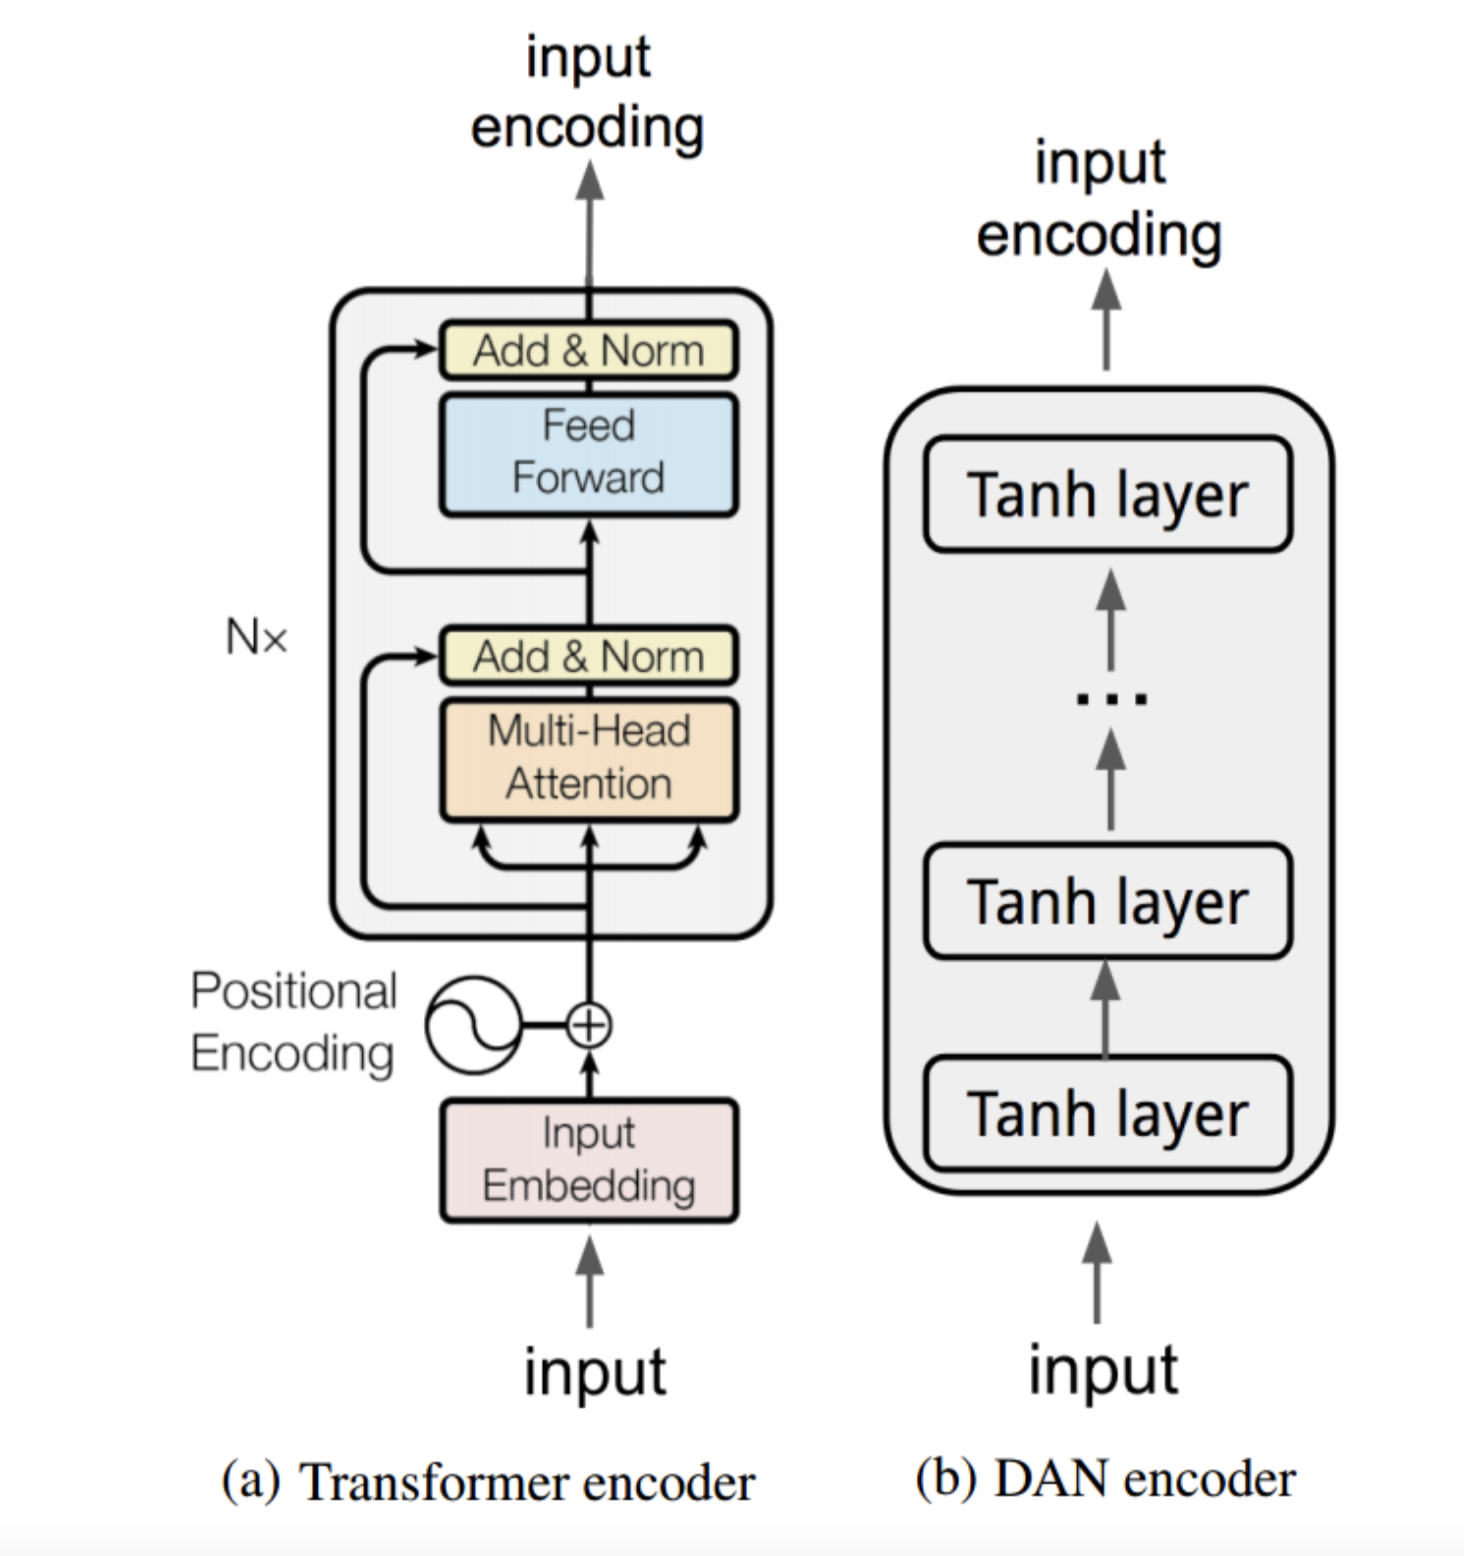 input
encoding
Add & Norm
Feed
Forward
N×
Add & Norm
Multi-Head
Attention
Positional
Encoding
Input
Embedding
input
(a) Transformer encoder
input
encoding
Tanh layer
...
Tanh layer
Tanh layer
input
(b) DAN encoder